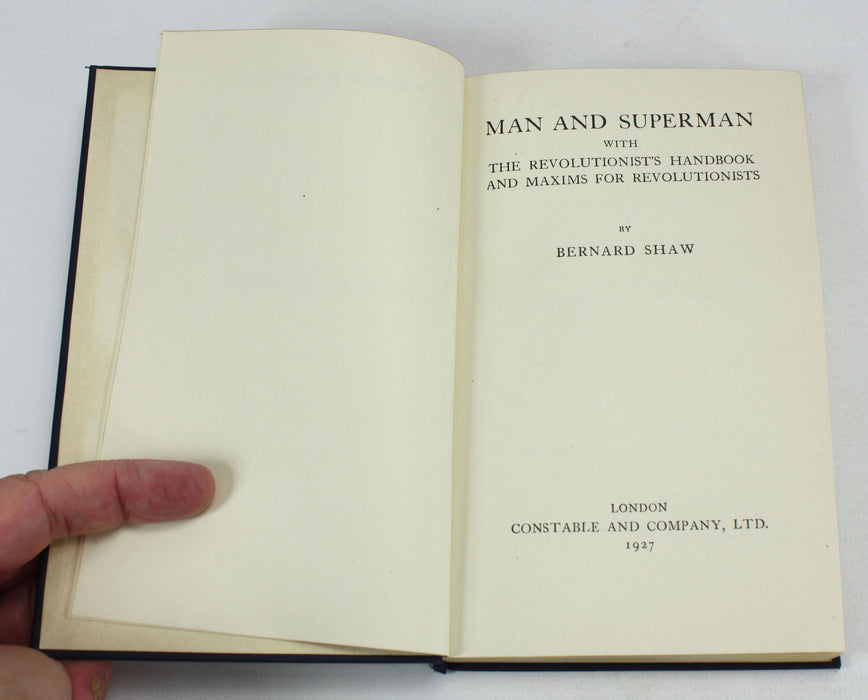 MAN AND SUPERMAN
WITH
THE REVOLUTIONIST'S HANDBOOK
AND MAXIMS FOR REVOLUTIONISTS
BY
BERNARD SHAW
LONDON
CONSTABLE AND COMPANY, LTD.
1927